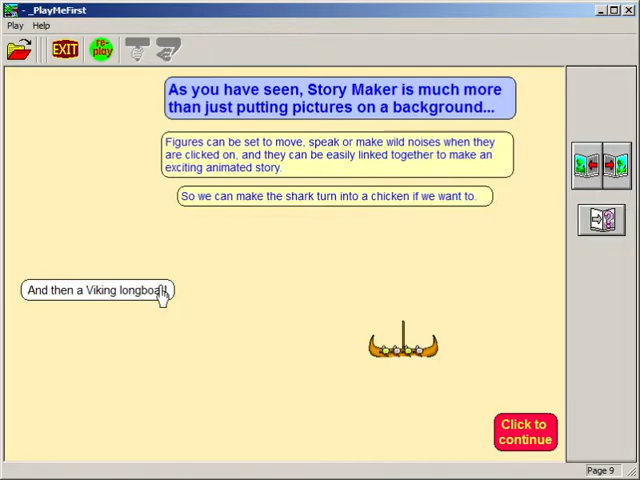 - _PlayMeFirst
Play Help
EXIT
re-
play
As you have seen, Story Maker is much more
than just putting pictures on a background...
Figures can be set to move, speak or make wild noises when they
are clicked on, and they can be easily linked together to make an
exciting animated story.
So we can make the shark turn into a chicken if we want to.
And then a Viking longboat!
Click to
continue
Page 9